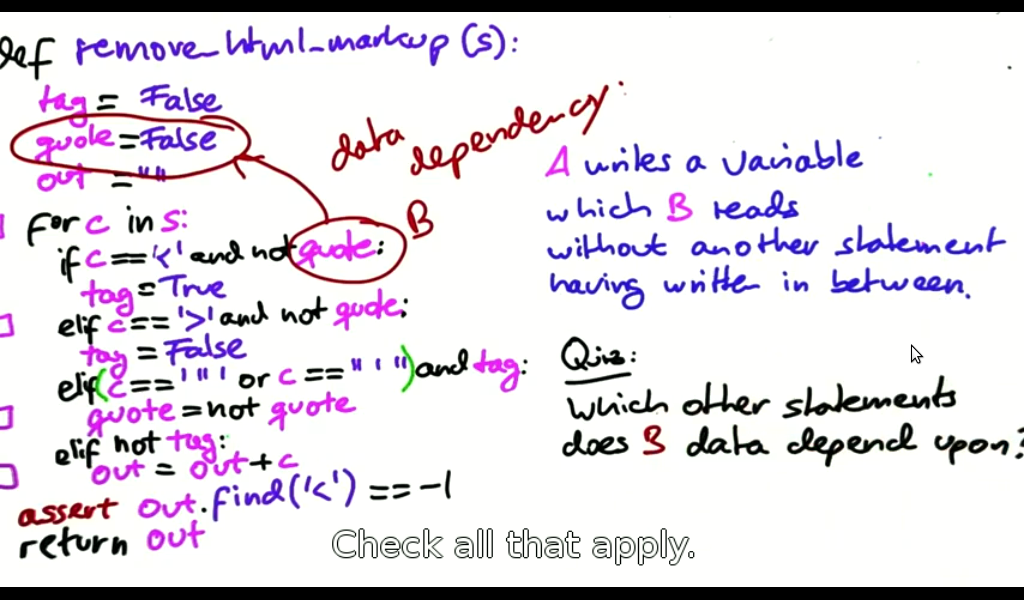 def remove_html_markup (s):
tag = False
quote = False
out = ""
for c in s:
if c == '<' and not quote:
tag = True
elif c == '>' and not quote:
tag = False
elif (c == '"' or c == "'") and tag:
quote = not quote
elif not tag:
out = out + c
assert out.find('<') == -1
return out
data dependency:
B
A writes a variable
which B reads
without another statement
having written in between.
Quiz:
Which other statements
does B data depend upon?
Check all that apply.